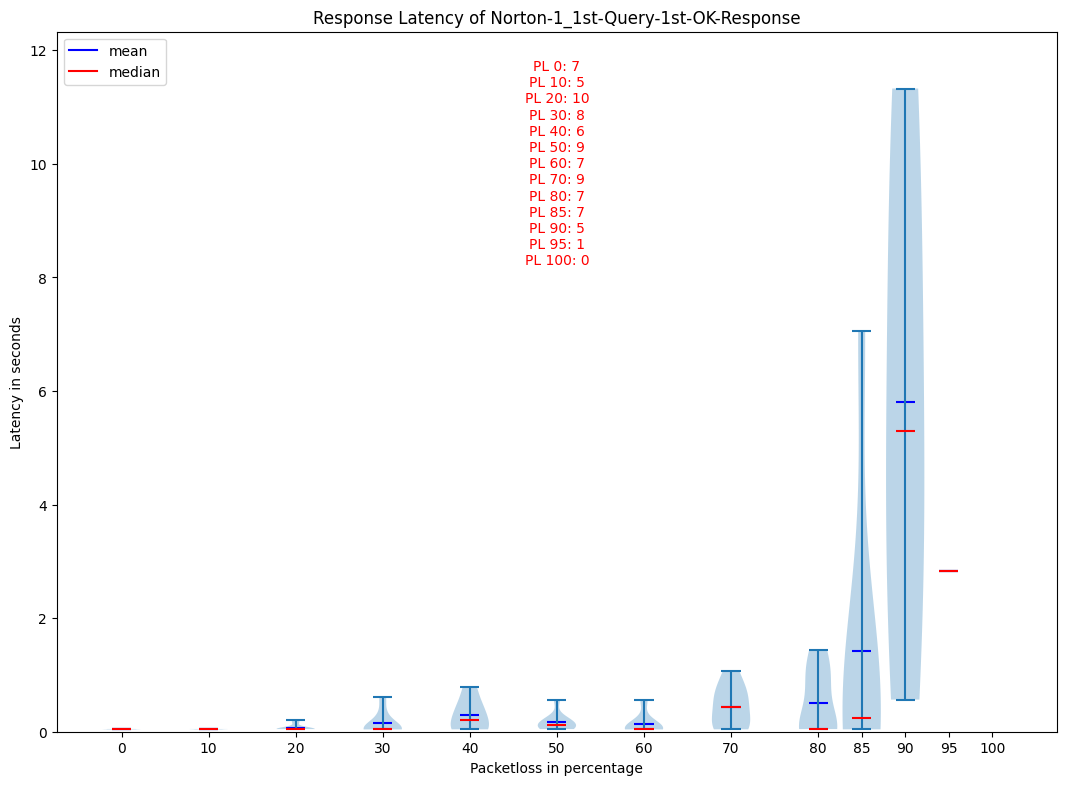 Response Latency of Norton-1_1st-Query-1st-OK-Response
mean
median
PL 0: 7
PL 10: 5
PL 20: 10
PL 30: 8
PL 40: 6
PL 50: 9
PL 60: 7
PL 70: 9
PL 80: 7
PL 85: 7
PL 90: 5
PL 95: 1
PL 100: 0
Latency in seconds
12
10
8
6
4
2
0
0 10 20 30 40 50 60 70 80 85 90 95 100
Packetloss in percentage